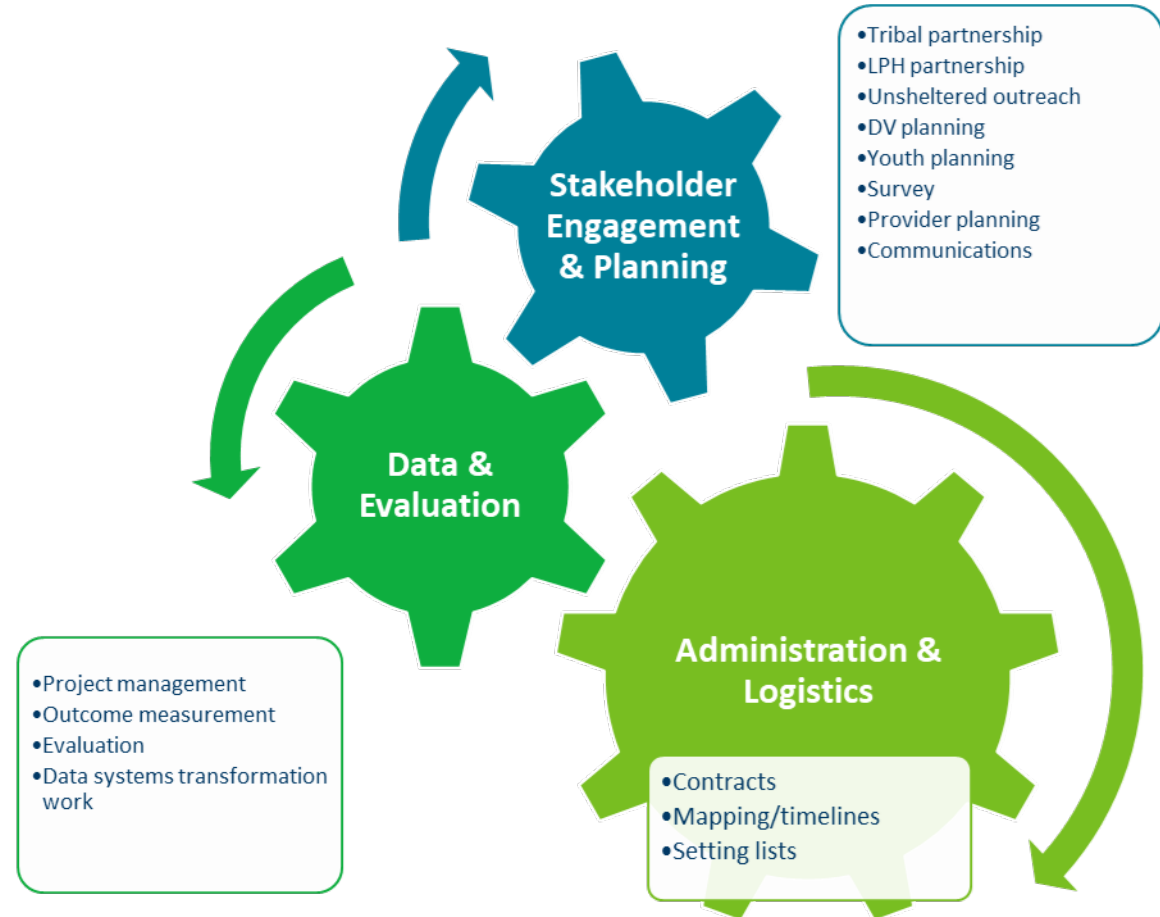 •Tribal partnership
•LPH partnership
•Unsheltered outreach
•DV planning
•Youth planning
•Survey
•Provider planning
•Communications
Stakeholder
Engagement
& Planning
Data &
Evaluation
Administration &
Logistics
•Project management
•Outcome measurement
•Evaluation
•Data systems transformation
work
•Contracts
•Mapping/timelines
•Setting lists